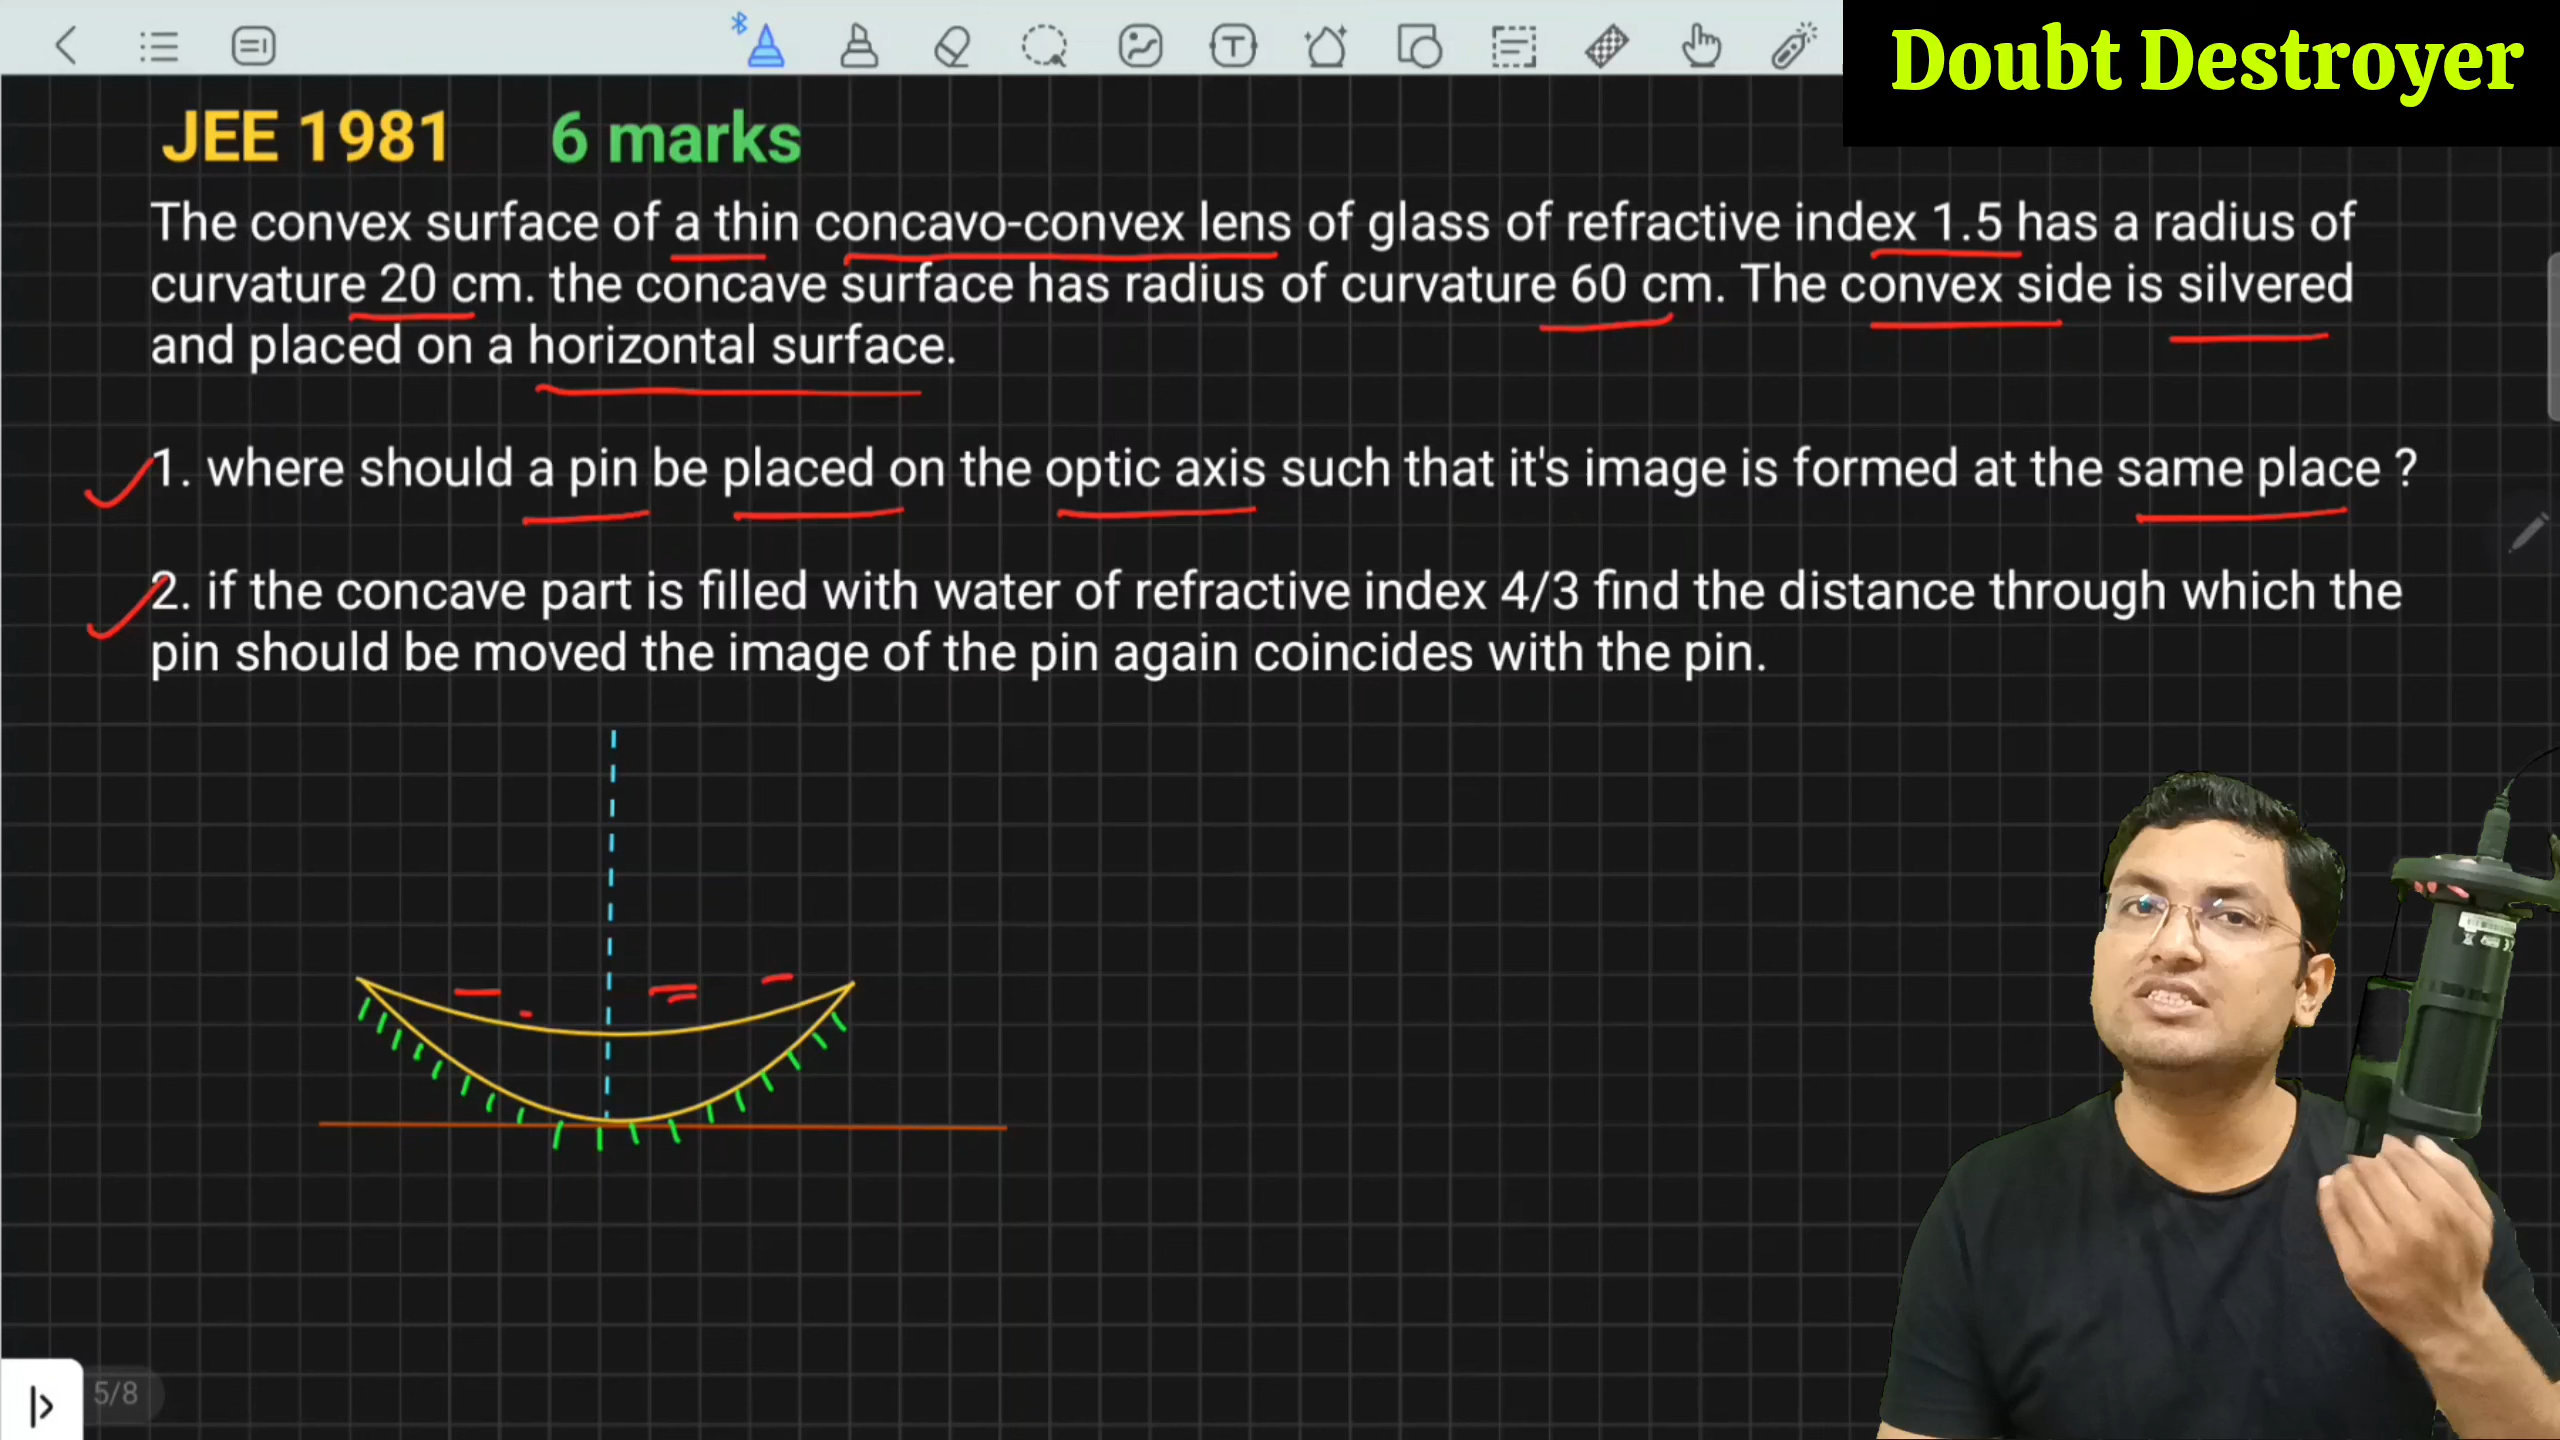 Doubt Destroyer
JEE 1981 6 marks
The convex surface of a thin concavo-convex lens of glass of refractive index 1.5 has a radius of
curvature 20 cm. the concave surface has radius of curvature 60 cm. The convex side is silvered
and placed on a horizontal surface.
1. where should a pin be placed on the optic axis such that it's image is formed at the same place ?
2. if the concave part is filled with water of refractive index 4/3 find the distance through which the
pin should be moved the image of the pin again coincides with the pin.
5/8